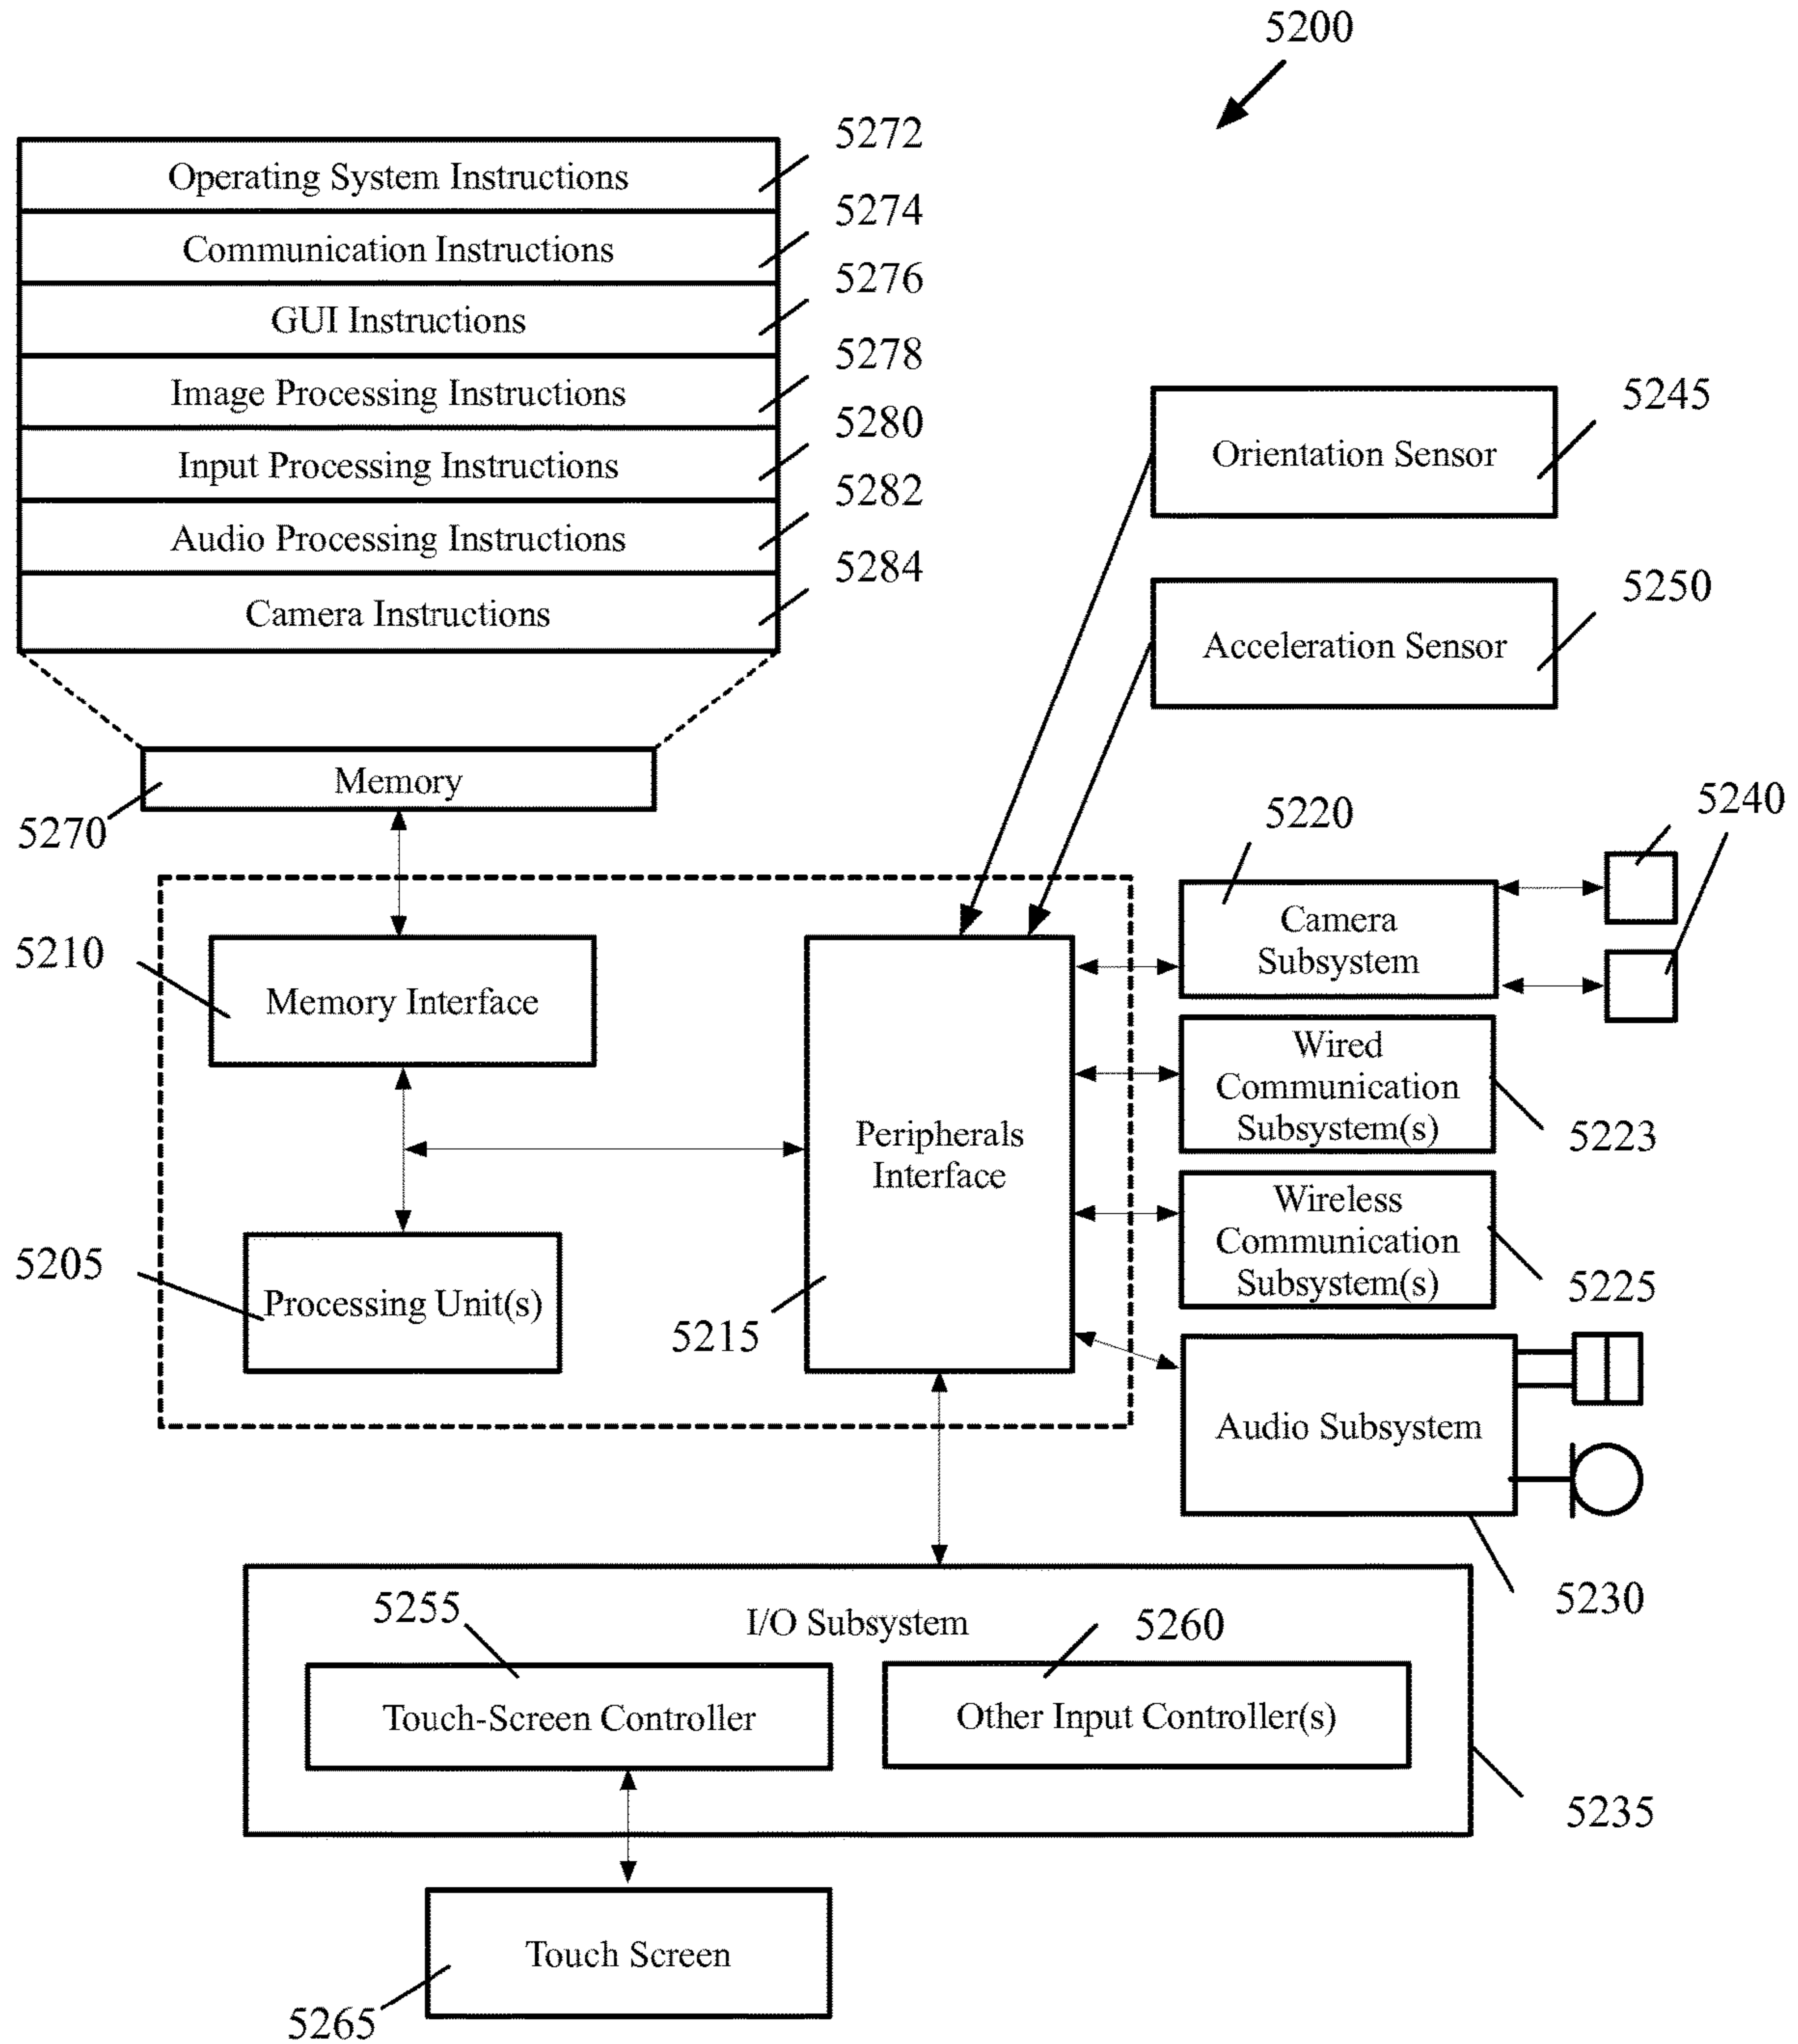 5200
5272
Operating System Instructions
5274
Communication Instructions
5276
GUI Instructions
5278
Image Processing Instructions
5280
Input Processing Instructions
5282
Audio Processing Instructions
5284
Camera Instructions
5245
Orientation Sensor
5250
Acceleration Sensor
Memory
5270
5220
5240
Camera
Subsystem
5210
Memory Interface
Wired
Communication
Subsystem(s)
5223
Peripherals
Interface
Wireless
Communication
Subsystem(s)
5225
5205
Processing Unit(s)
5215
Audio Subsystem
5230
5255
I/O Subsystem
5260
Touch-Screen Controller
Other Input Controller(s)
5235
Touch Screen
5265